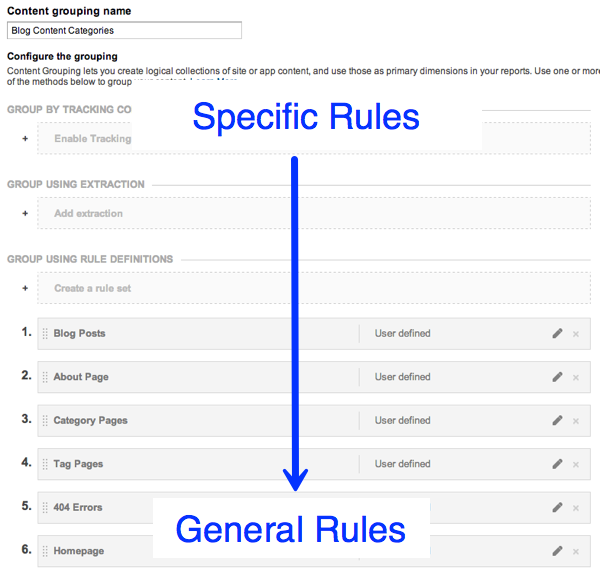 Content grouping name
Blog Content Categories
Configure the grouping
Content Grouping lets you create logical collections of site or app content, and use those as primary dimensions in your reports. Use one or more
of the methods below to group
GROUP BY TRACKING CO
Specific Rules
+ Enable Tracking
GROUP USING EXTRACTION
+ Add extraction
GROUP USING RULE DEFINITIONS
+ Create a rule set
1. Blog Posts User defined
2. About Page User defined
3. Category Pages User defined
4. Tag Pages User defined
5. 404 Errors
General Rules
6. Homepage